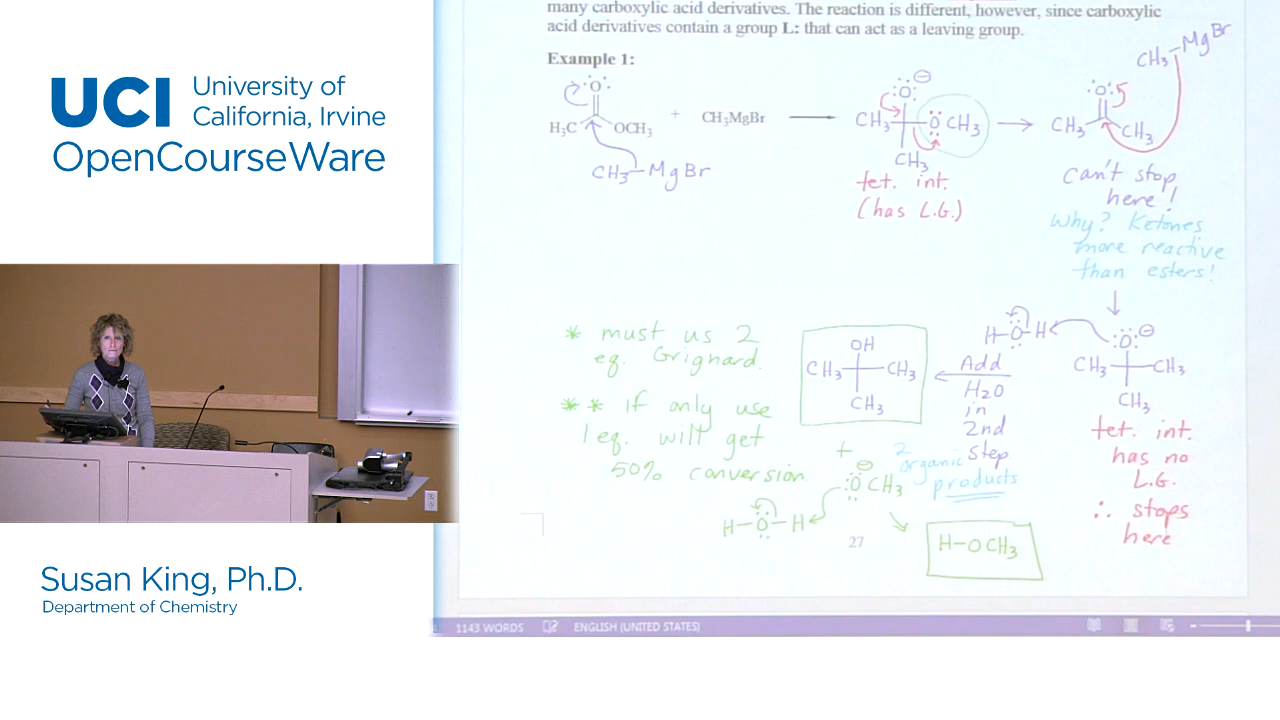 many carboxylic acid derivatives. The reaction is different, however, since carboxylic
acid derivatives contain a group L: that can act as a leaving group.
UCI
University of
California, Irvine
OpenCourseWare
Example 1:
O
H₃C
OCH₃
+ CH₃MgBr
CH₃-MgBr
O ⊖
CH₃
OCH₃
CH₃
tet. int.
(has L.G.)
CH₃-MgBr
O
CH₃
CH₃
Can't stop
here!
Why? Ketones
more reactive
than esters!
* must us 2
eq. Grignard.
** if only use
1 eq. will get
50% conversion.
OH
CH₃
CH₃
CH₃
+
⊖
OCH₃
2
organic
products
Add
H₂O
in
2nd
step
H-O-H
O ⊖
CH₃
CH₃
CH₃
tet. int.
has no
L.G.
∴ stops
here
H-O-H
H-OCH₃
27
Susan King, Ph.D.
Department of Chemistry
1143 WORDS
ENGLISH (UNITED STATES)